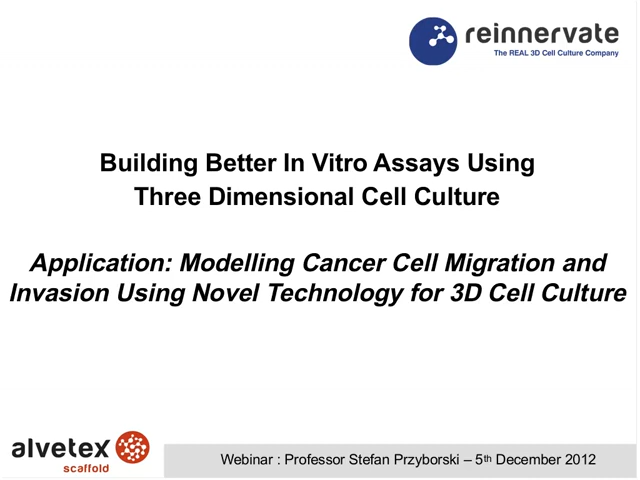 reinnervate
The REAL 3D Cell Culture Company
Building Better In Vitro Assays Using
Three Dimensional Cell Culture
Application: Modelling Cancer Cell Migration and
Invasion Using Novel Technology for 3D Cell Culture
alvetex
scaffold
Webinar : Professor Stefan Przyborski – 5th December 2012